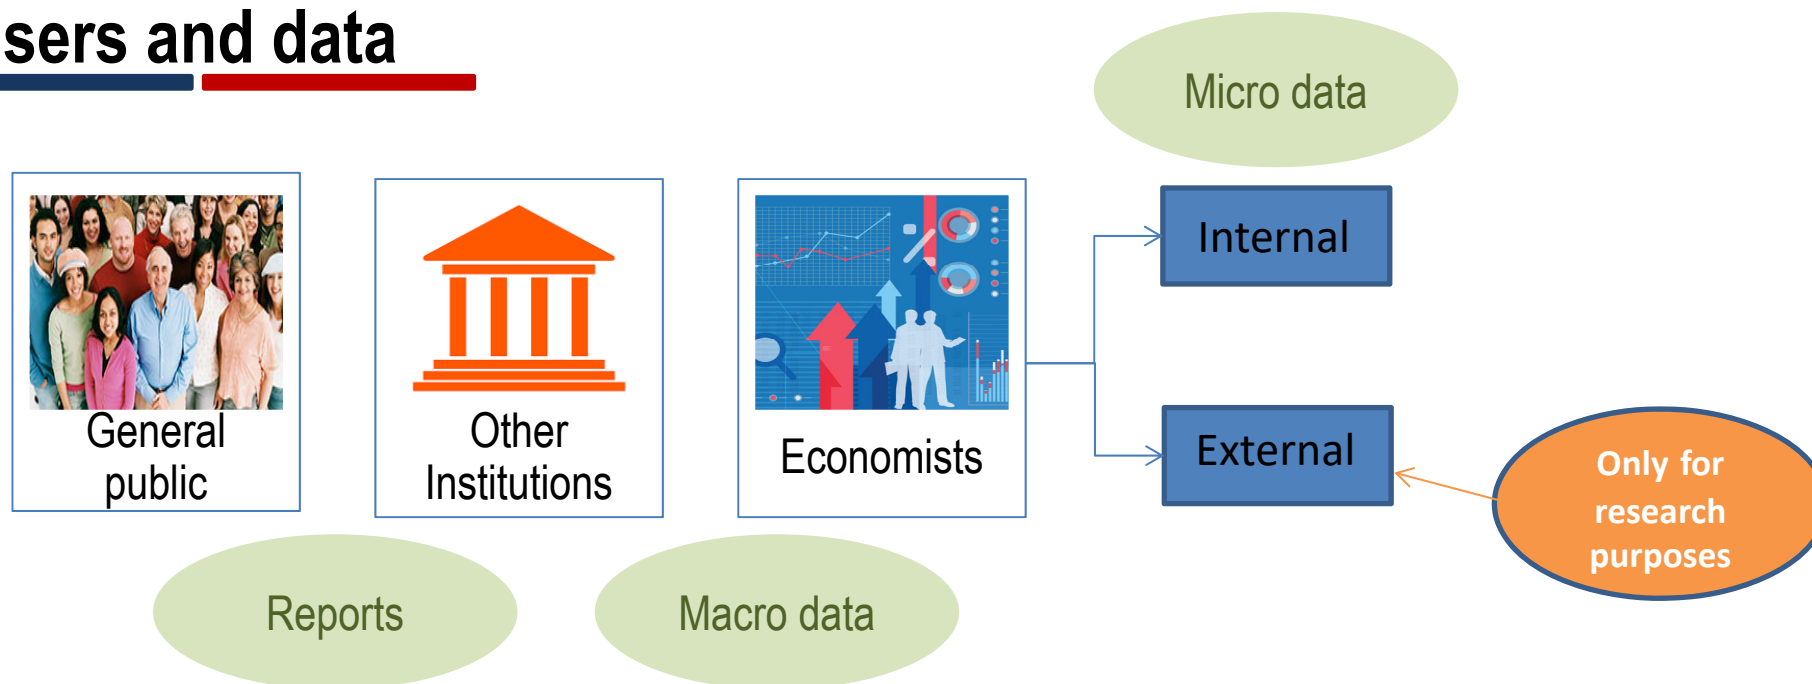 sers and data
Micro data
General
public
Other
Institutions
Economists
Internal
External
Only for
research
purposes
Reports
Macro data